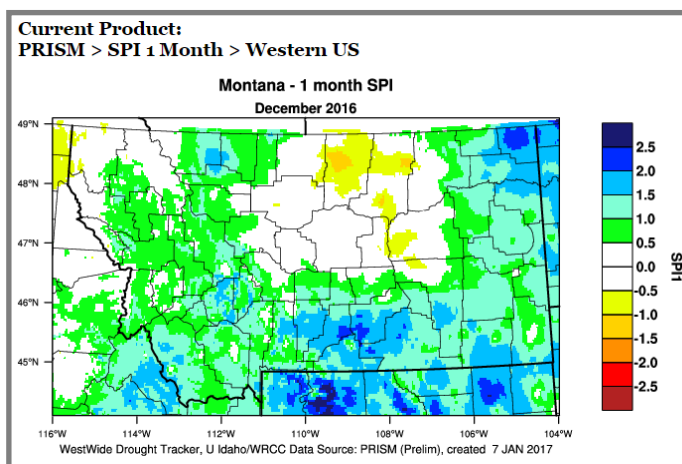 Current Product:
PRISM > SPI 1 Month > Western US
Montana - 1 month SPI
December 2016
49°N
48°N
47°N
46°N
45°N
116°W
114°W
112°W
110°W
108°W
106°W
104°W
2.5
2.0
1.5
1.0
0.5
0.0
-0.5
-1.0
-1.5
-2.0
-2.5
SPI1
WestWide Drought Tracker, U Idaho/WRCC Data Source: PRISM (Prelim), created 7 JAN 2017